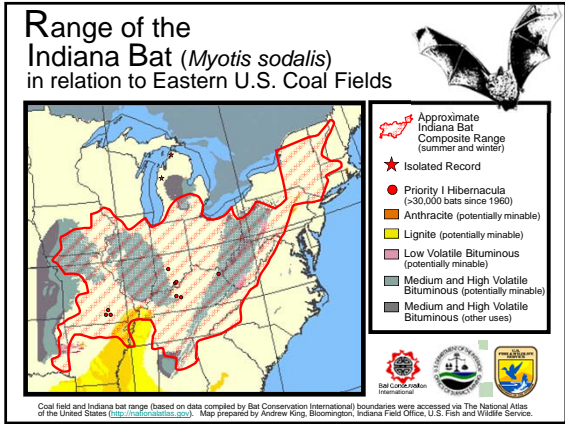 Range of the
Indiana Bat (Myotis sodalis)
in relation to Eastern U.S. Coal Fields
Approximate
Indiana Bat
Composite Range
(summer and winter)
Isolated Record
Priority I Hibernacula
(>30,000 bats since 1960)
Anthracite (potentially minable)
Lignite (potentially minable)
Low Volatile Bituminous
(potentially minable)
Medium and High Volatile
Bituminous (potentially minable)
Medium and High Volatile
Bituminous (other uses)
Bat Conservation
International
U.S.
FISH & WILDLIFE
SERVICE
Coal field and Indiana bat range (based on data compiled by Bat Conservation International) boundaries were accessed via The National Atlas
of the United States (http://nationalatlas.gov). Map prepared by Andrew King, Bloomington, Indiana Field Office, U.S. Fish and Wildlife Service.